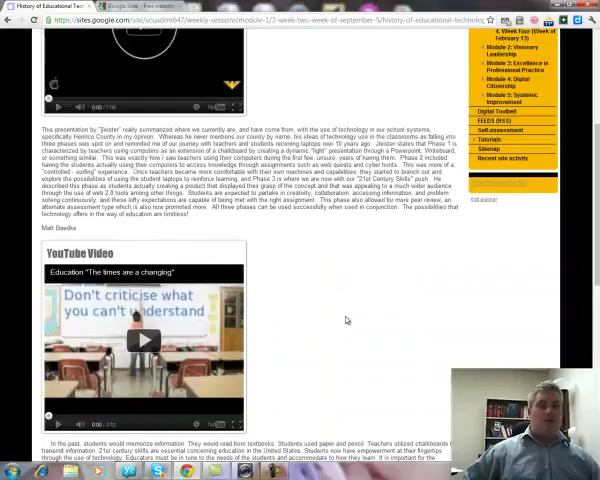 History of Educational Tech
Google Sites - Free websites
https://sites.google.com/site/vcuadms647/weekly-sessions/module-1/2-week-two-week-of-september-5/history-of-educational-technolog
0:00 / 7:06
4. Week Four (Week of
February 13)
Module 2: Visionary
Leadership
Module 3: Excellence in
Professional Practice
Module 4: Digital
Citizenship
Module 5: Systemic
Improvement
Digital Toolbelt
FEEDS (RSS)
Self-assessment
Tutorials
Sitemap
Recent site activity
Edit sidebar
This presentation by "jleister" really summarized where we currently are, and have come from, with the use of technology in our school systems,
specifically Henrico County in my opinion. Whereas he never mentions our county by name, his ideas of technology use in the classrooms as falling into
three phases was spot on and reminded me of our journey with teachers and students receiving laptops over 10 years ago. Jleister states that Phase 1 is
characterized by teachers using computers as an extension of a chalkboard by creating a dynamic "light" presentation through a Powerpoint, Writeboard,
or something similar. This was exactly how I saw teachers using their computers during the first few, unsure, years of having them. Phase 2 included
having the students actually using their computers to access knowledge through assignments such as web quests and cyber hunts. This was more of a,
"controlled - surfing" experience. Once teachers became more comfortable with their own machines and capabilities, they started to branch out and
explore the possibilities of using the student laptops to reinforce learning, and Phase 3 is where we are now with our "21st Century Skills" push. He
described this phase as students actually creating a product that displayed their grasp of the concept and that was appealing to a much wider audience
through the use of web 2.0 tools among other things. Students are expected to partake in creativity, collaboration, accessing information, and problem
solving continuously, and these lofty expectations are capable of being met with the right assignment. This phase also allowed for more peer review, an
alternate assessment type which is also now promoted more. All three phases can be used successfully when used in conjunction. The possibilities that
technology offers in the way of education are limitless!
Matt Baedke
YouTube Video
Education "The times are a changing"
Don't criticise what
you can't understand
In the past, students would memorize information. They would read from textbooks. Students used paper and pencil. Teachers utilized chalkboards
transmit information. 21st century skills are essential concerning education in the United States. Students now have empowerment at their fingertips
through the use of technology. Educators must be in tune to the needs of the students and accommodate to how they learn. It is important for the